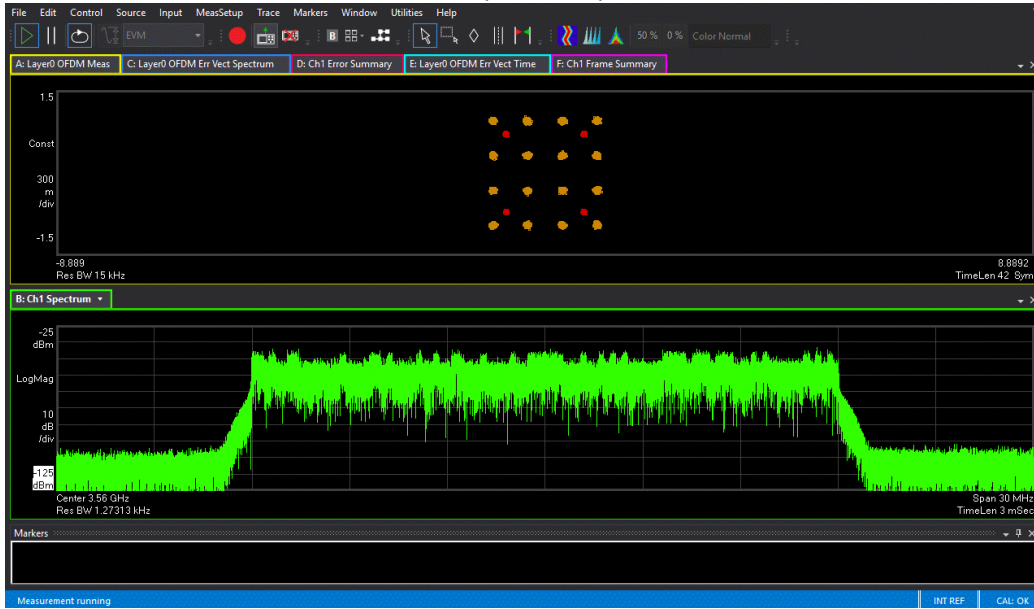 File Edit Control Source Input MeasSetup Trace Markers Window Utilities Help
EVM B 50 % 0 % Color Normal
A: Layer0 OFDM Meas C: Layer0 OFDM Err Vect Spectrum D: Ch1 Error Summary E: Layer0 OFDM Err Vect Time F: Ch1 Frame Summary
1.5
Const
300
m
/div
-1.5
-8.889 8.8892
Res BW 15 kHz TimeLen 42 Sym
B: Ch1 Spectrum
-25
dBm
LogMag
10
dB
/div
-125
dBm
Center 3.56 GHz Span 30 MHz
Res BW 1.27313 kHz TimeLen 3 mSec
Markers
Measurement running INT REF CAL: OK